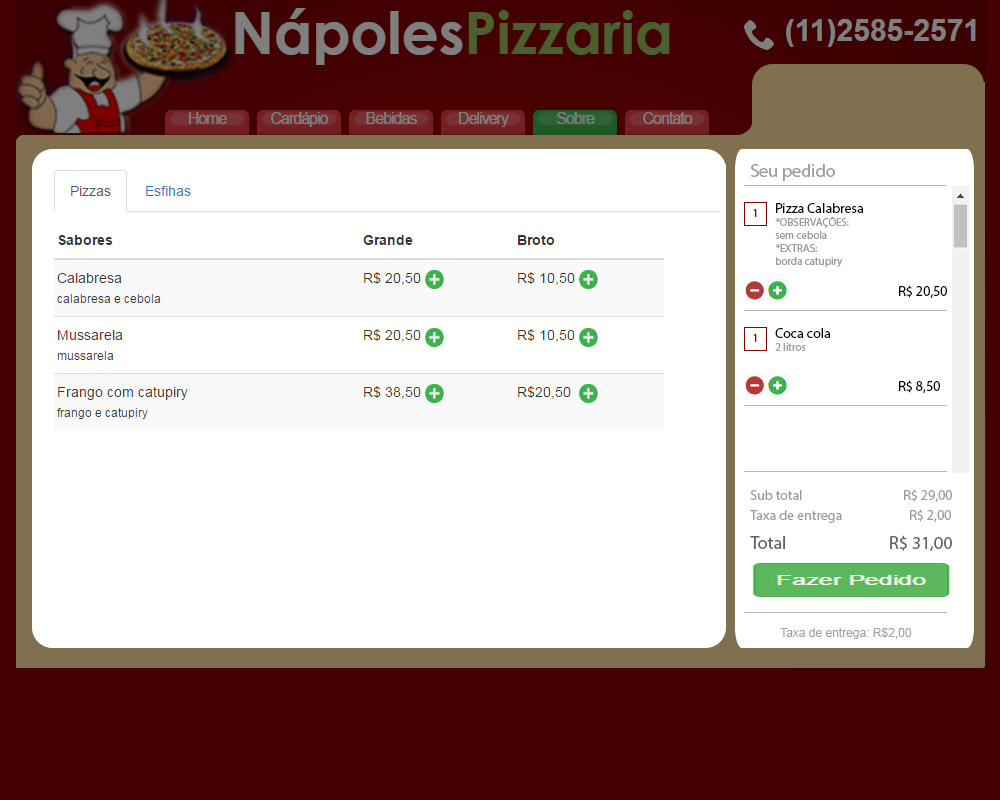 NápolesPizzaria
(11)2585-2571
Home Cardápio Bebidas Delivery Sobre Contato
Pizzas Esfihas
Sabores Grande Broto
Calabresa R$ 20,50 R$ 10,50
calabresa e cebola
Mussarela R$ 20,50 R$ 10,50
mussarela
Frango com catupiry R$ 38,50 R$20,50
frango e catupiry
Seu pedido
1 Pizza Calabresa
*OBSERVAÇÕES:
sem cebola
*EXTRAS:
borda catupiry
R$ 20,50
1 Coca cola
2 litros
R$ 8,50
Sub total R$ 29,00
Taxa de entrega R$ 2,00
Total R$ 31,00
Fazer Pedido
Taxa de entrega: R$2,00